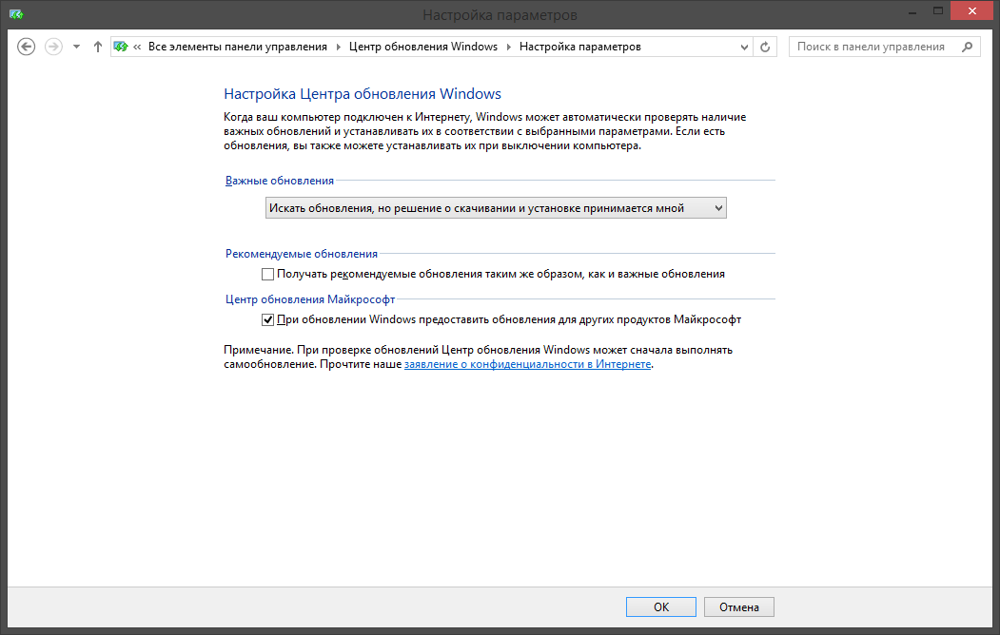 Настройка параметров
« Все элементы панели управления Центр обновления Windows Настройка параметров Поиск в панели управления
Настройка Центра обновления Windows
Когда ваш компьютер подключен к Интернету, Windows может автоматически проверять наличие
важных обновлений и устанавливать их в соответствии с выбранными параметрами. Если есть
обновления, вы также можете устанавливать их при выключении компьютера.
Важные обновления
Искать обновления, но решение о скачивании и установке принимается мной
Рекомендуемые обновления
Получать рекомендуемые обновления таким же образом, как и важные обновления
Центр обновления Майкрософт
При обновлении Windows предоставить обновления для других продуктов Майкрософт
Примечание. При проверке обновлений Центр обновления Windows может сначала выполнять
самообновление. Прочтите наше заявление о конфиденциальности в Интернете.
OK Отмена